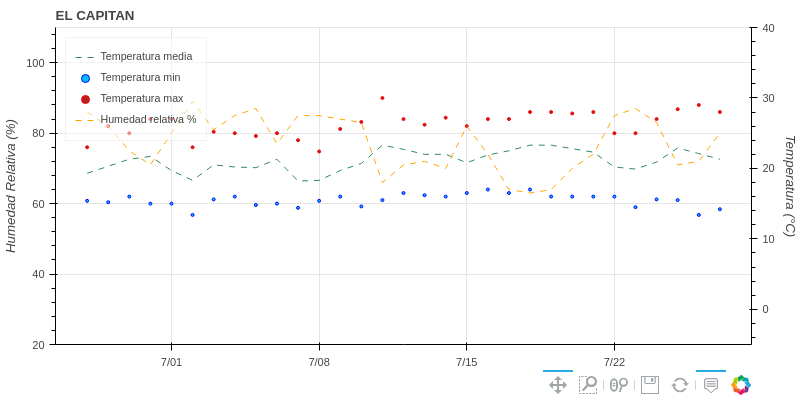 EL CAPITAN
Temperatura media
Temperatura min
Temperatura max
Humedad relativa %
100
80
60
40
20
Humedad Relativa (%)
40
30
20
10
0
Temperatura (°C)
7/01
7/08
7/15
7/22